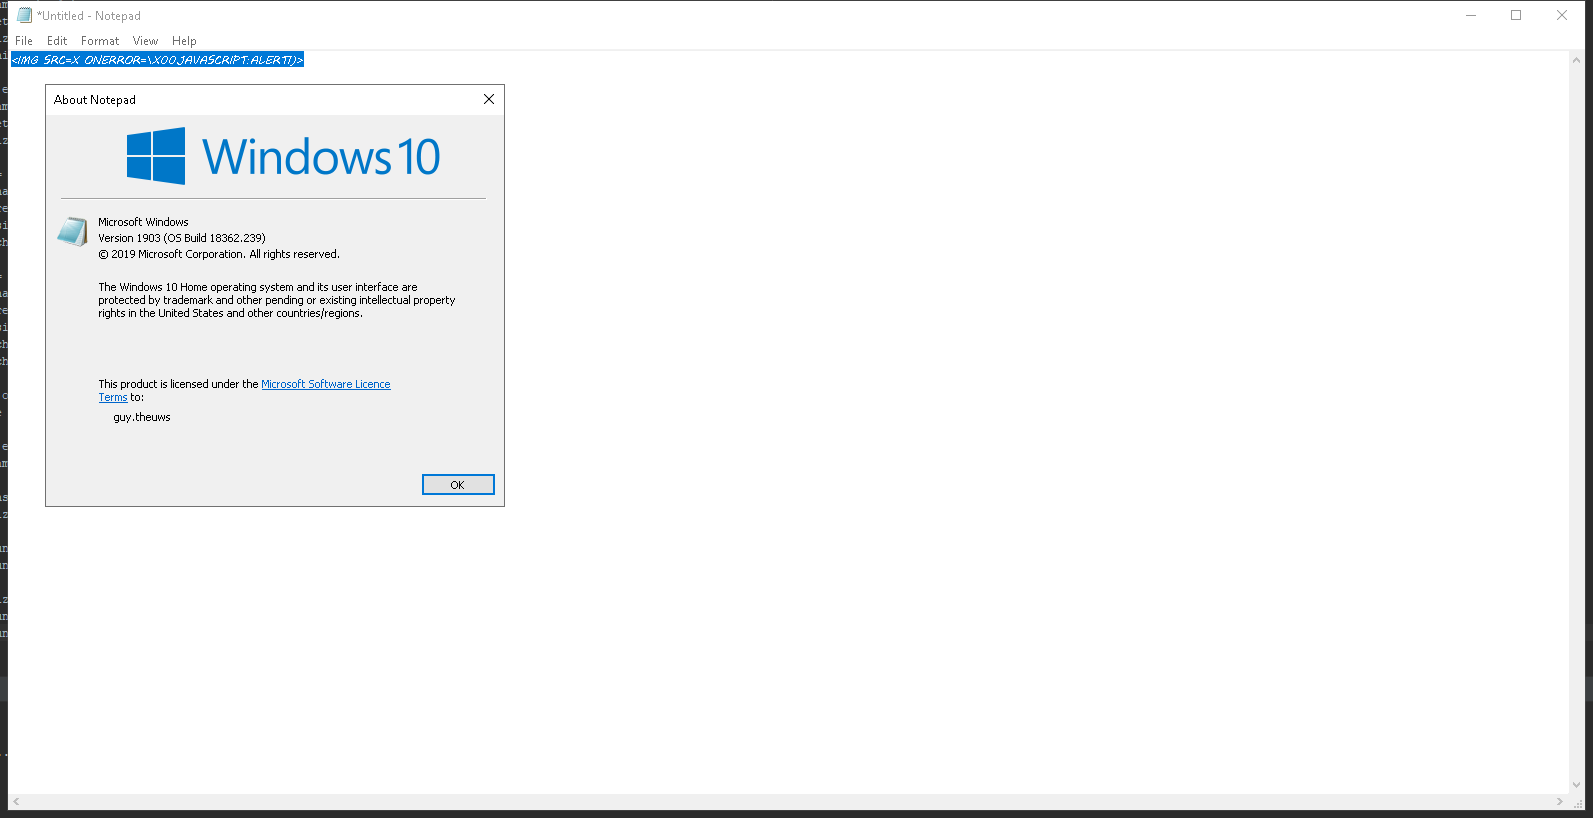 *Untitled - Notepad
File Edit Format View Help
<IMG SRC=X ONERROR=\X00JAVASCRIPT:ALERT(1)>
About Notepad
Windows 10
Microsoft Windows
Version 1903 (OS Build 18362.239)
© 2019 Microsoft Corporation. All rights reserved.
The Windows 10 Home operating system and its user interface are
protected by trademark and other pending or existing intellectual property
rights in the United States and other countries/regions.
This product is licensed under the Microsoft Software Licence
Terms to:
guy.theuws
OK